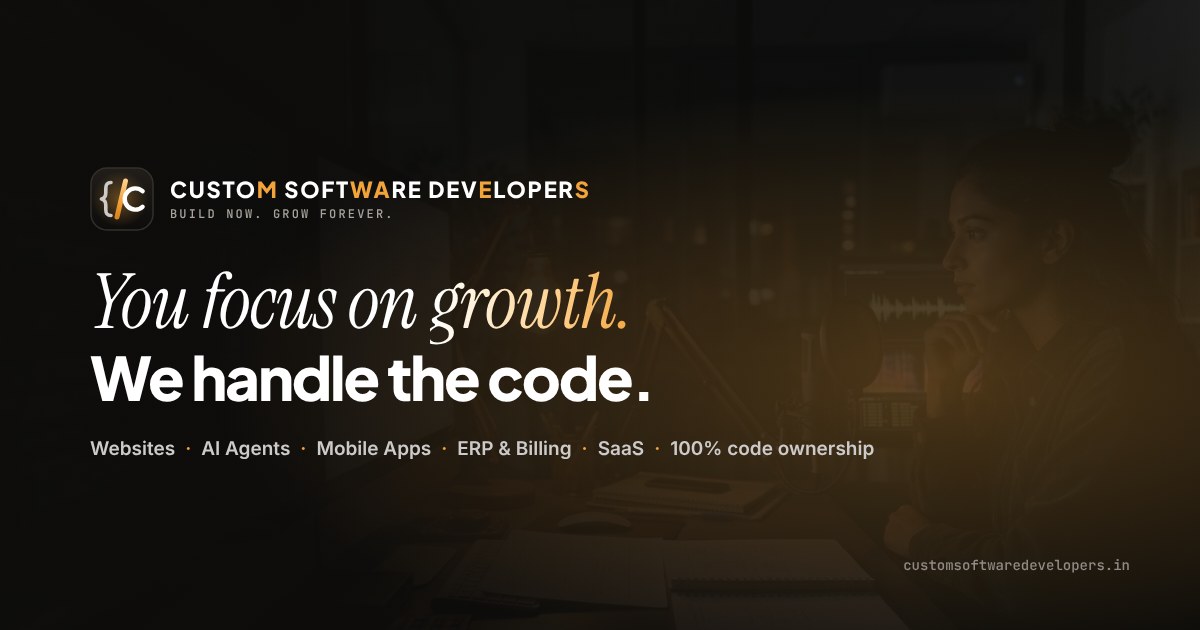 {/C
CUSTOM SOFTWARE DEVELOPERS
BUILD NOW. GROW FOREVER.
You focus on growth.
We handle the code.
Websites · AI Agents · Mobile Apps · ERP & Billing · SaaS · 100% code ownership
customsoftwaredevelopers.in